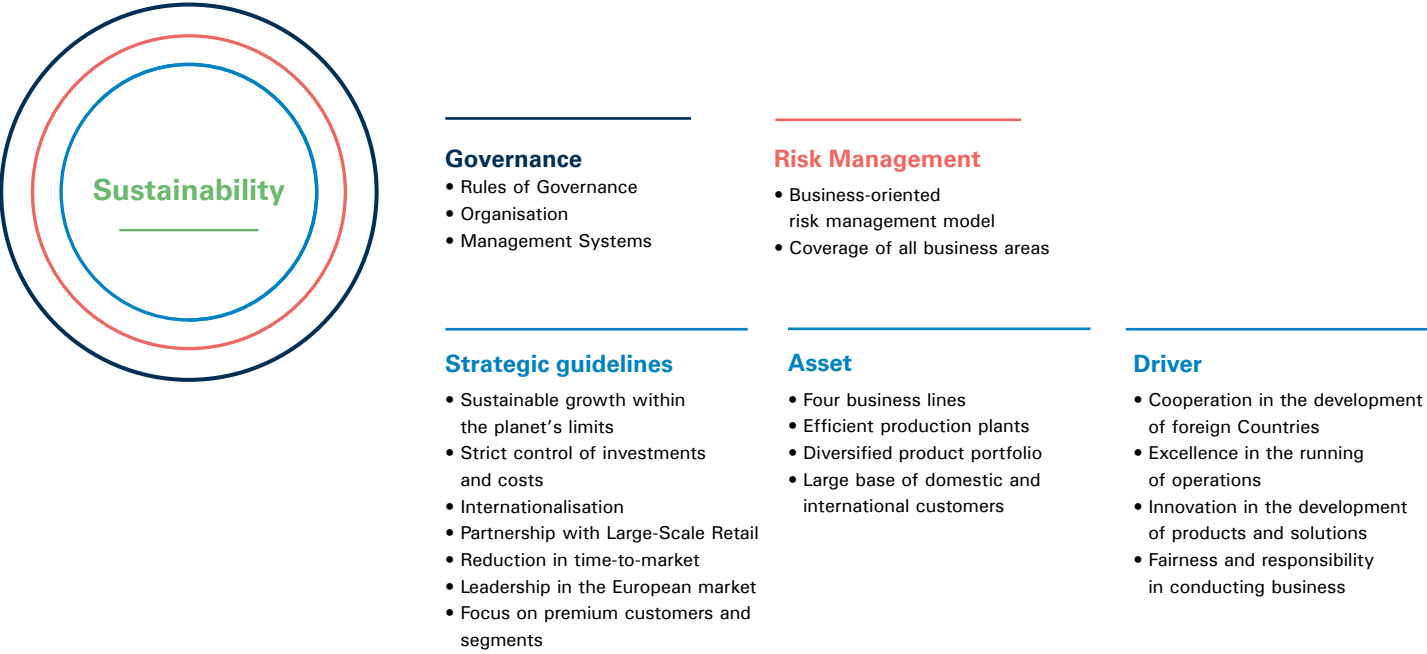 Sustainability
Governance
• Rules of Governance
• Organisation
• Management Systems
Risk Management
• Business-oriented
risk management model
• Coverage of all business areas
Strategic guidelines
• Sustainable growth within
the planet’s limits
• Strict control of investments
and costs
• Internationalisation
• Partnership with Large-Scale Retail
• Reduction in time-to-market
• Leadership in the European market
• Focus on premium customers and
segments
Asset
• Four business lines
• Efficient production plants
• Diversified product portfolio
• Large base of domestic and
international customers
Driver
• Cooperation in the development
of foreign Countries
• Excellence in the running
of operations
• Innovation in the development
of products and solutions
• Fairness and responsibility
in conducting business